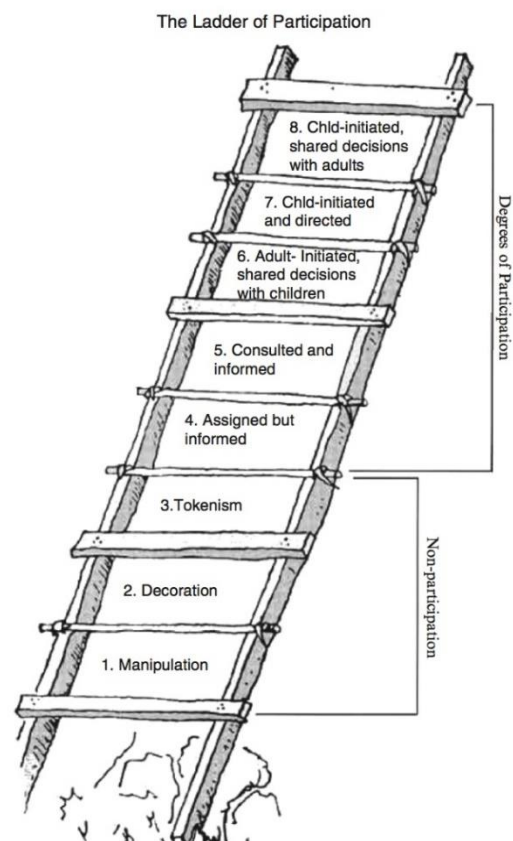 The Ladder of Participation
8. Chld-initiated,
shared decisions
with adults
7. Chld-initiated
and directed
6. Adult- Initiated,
shared decisions
with children
5. Consulted and
informed
4. Assigned but
informed
3.Tokenism
2. Decoration
1. Manipulation
Degrees of Participation
Non-participation